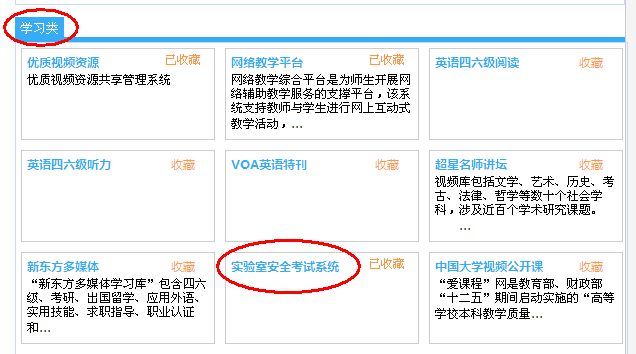 学习类
优质视频资源 已收藏
优质视频资源共享管理系统
网络教学平台 已收藏
网络教学综合平台是为师生开展网
络辅助教学服务的支撑平台，该系
统支持教师与学生进行网上互动式
教学活动，...
英语四六级阅读 收藏
英语四六级听力 收藏
VOA英语特刊 收藏
超星名师讲坛 收藏
视频库包括文学、艺术、历史、考
古、法律、哲学等数十个社会学
科，涉及近百个学术研究课题。
...
新东方多媒体 收藏
“新东方多媒体学习库”包含四六
级、考研、出国留学、应用外语、
实用技能、求职指导、职业认证
和...
实验室安全考试系统 已收藏
中国大学视频公开课 收藏
“爱课程”网是教育部、财政部
“十二五”期间启动实施的“高等
学校本科教学质量...